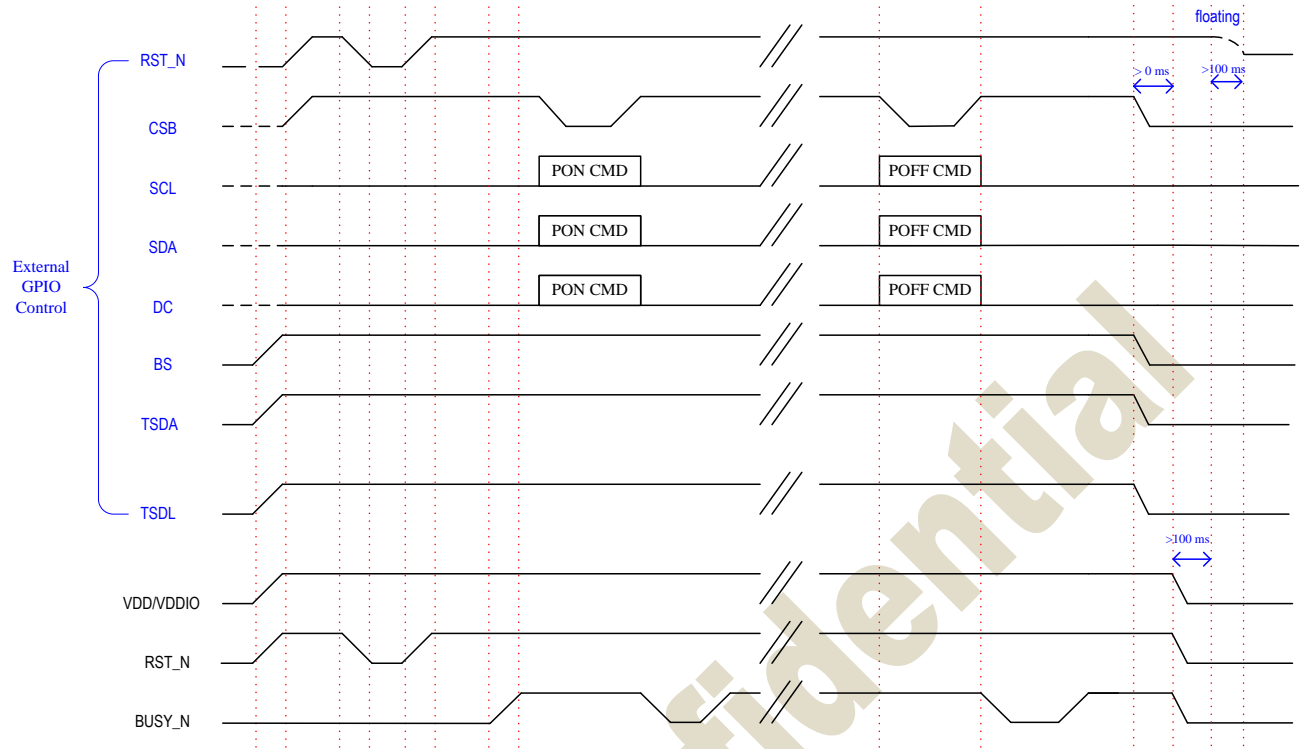 floating
RST_N
> 0 ms
>100 ms
CSB
PON CMD
POFF CMD
SCL
PON CMD
POFF CMD
SDA
External
GPIO
Control
PON CMD
POFF CMD
DC
BS
TSDA
TSDL
>100 ms
VDD/VDDIO
RST_N
BUSY_N
fidential